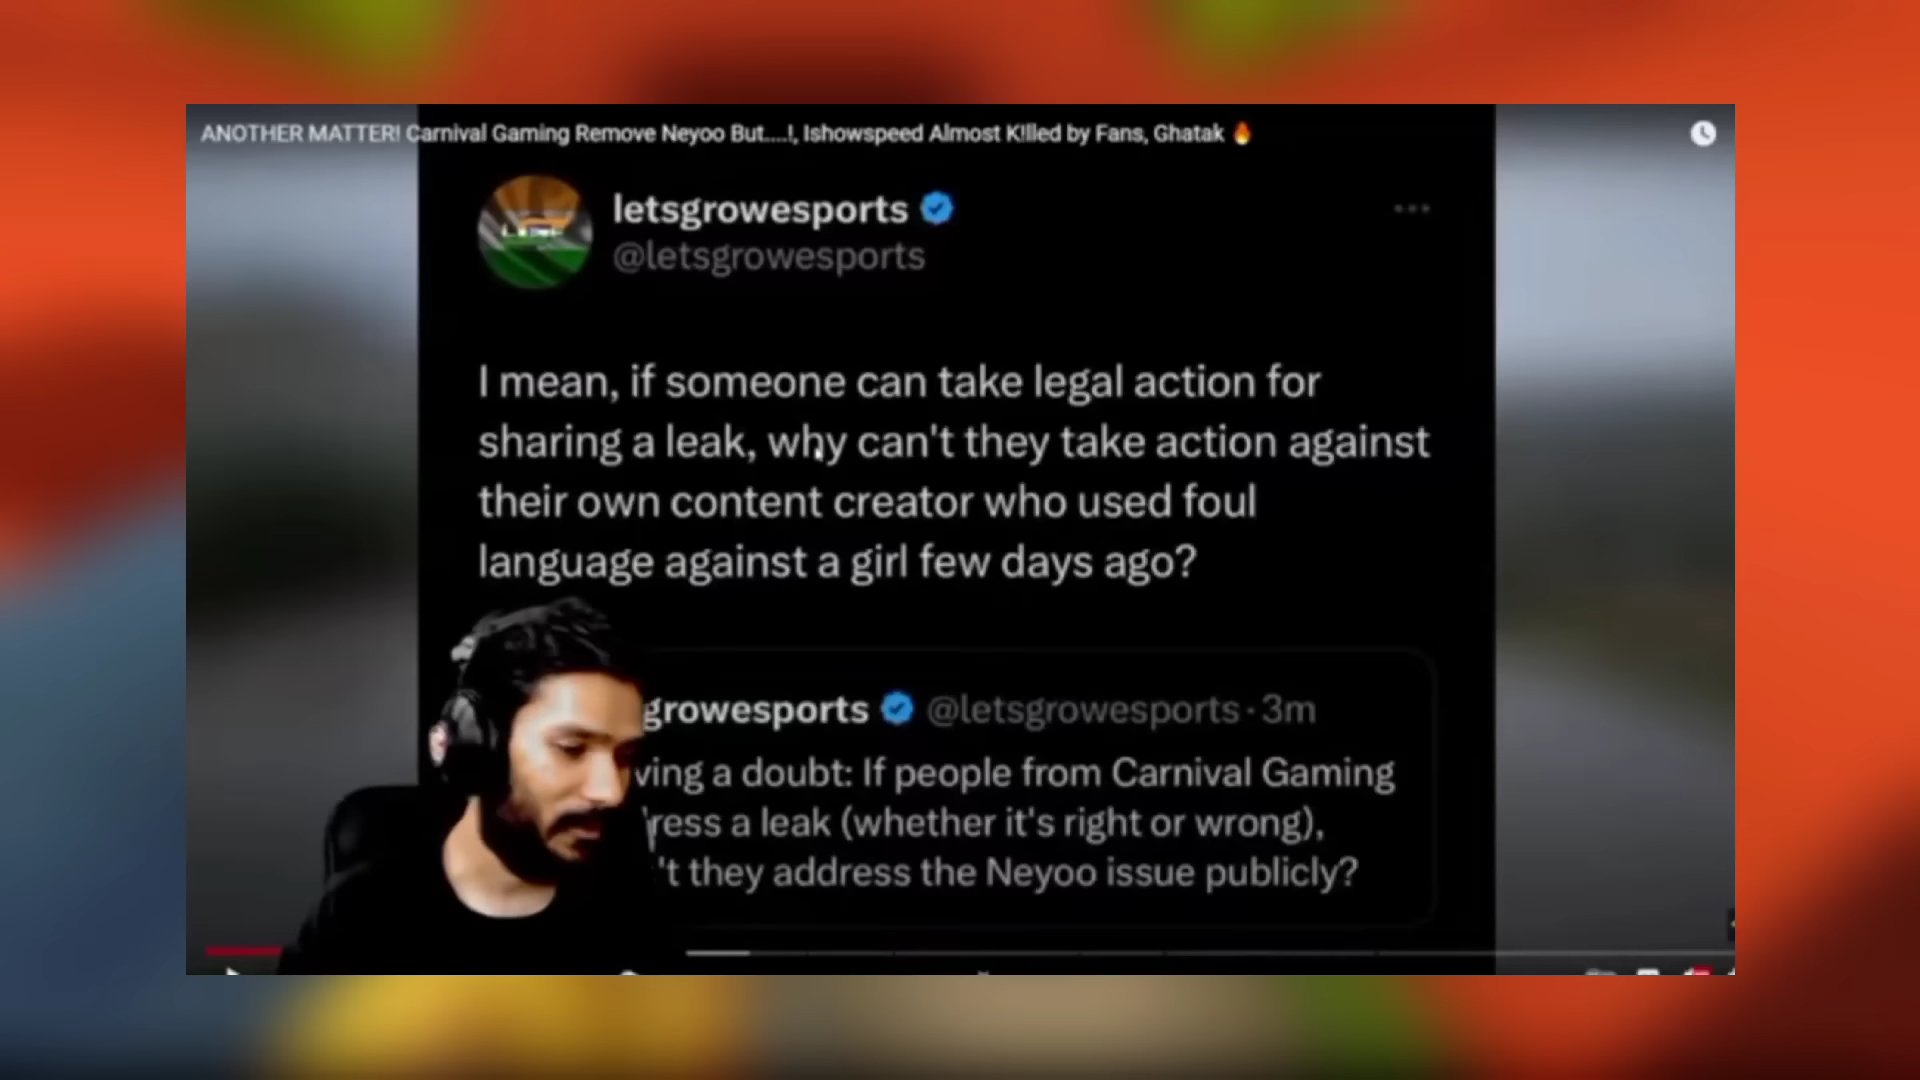 ANOTHER MATTER! Carnival Gaming Remove Neyoo But....!, Ishowspeed Almost K!lled by Fans, Ghatak 🔥
letsgrowesports
@letsgrowesports
I mean, if someone can take legal action for
sharing a leak, why can't they take action against
their own content creator who used foul
language against a girl few days ago?
growesports @letsgrowesports · 3m
ving a doubt: If people from Carnival Gaming
ress a leak (whether it's right or wrong),
't they address the Neyoo issue publicly?